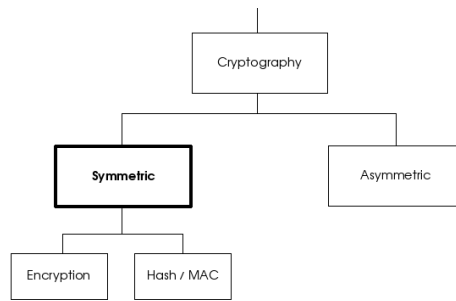 Cryptography
Symmetric
Asymmetric
Encryption
Hash / MAC